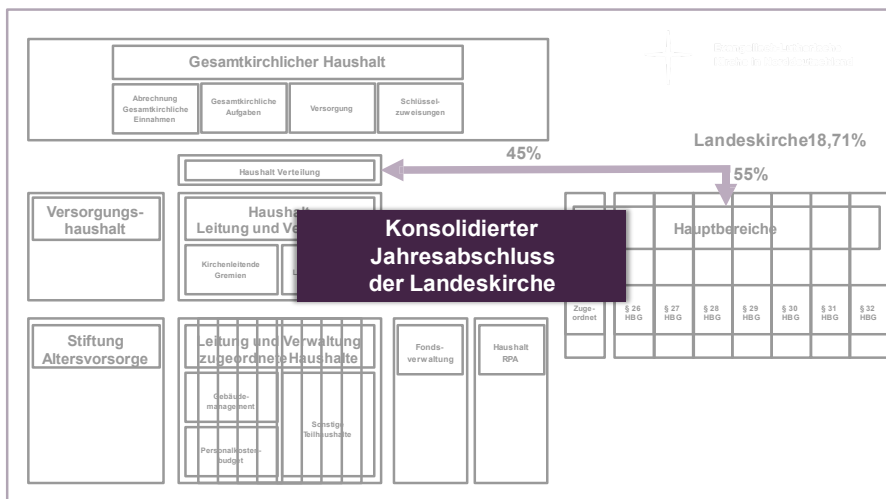 Gesamtkirchlicher Haushalt
Abrechnung
Gesamtkirchliche
Einnahmen
Gesamtkirchliche
Aufgaben
Versorgung
Schlüssel-
zuweisungen
Landeskirche18,71%
45%
55%
Haushalt Verteilung
Versorgungs-
haushalt
Haushalt
Leitung und Ve
Kirchenleitende
Gremien
L
Konsolidierter
Jahresabschluss
der Landeskirche
Hauptbereiche
Zuge-
ordnet
§ 26
HBG
§ 27
HBG
§ 28
HBG
§ 29
HBG
§ 30
HBG
§ 31
HBG
§ 32
HBG
Stiftung
Altersvorsorge
Leitung und Verwaltung
zugeordnete Haushalte
Gebäude-
management
Personalkosten-
budget
Sonstige
Teilhaushalte
Fonds-
verwaltung
Haushalt
RPA